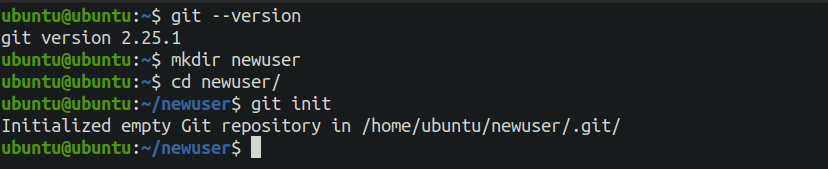 ubuntu@ubuntu:~$ git --version
git version 2.25.1
ubuntu@ubuntu:~$ mkdir newuser
ubuntu@ubuntu:~$ cd newuser/
ubuntu@ubuntu:~/newuser$ git init
Initialized empty Git repository in /home/ubuntu/newuser/.git/
ubuntu@ubuntu:~/newuser$